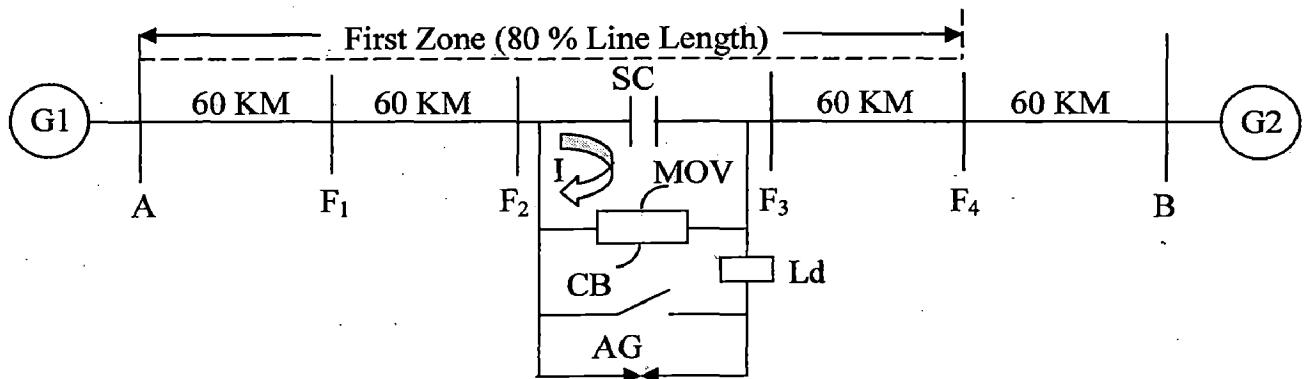 First Zone (80 % Line Length)
SC
60 KM 60 KM 60 KM 60 KM
G1 G2
I MOV
A F1 F2 F3 F4 B
CB Ld
AG